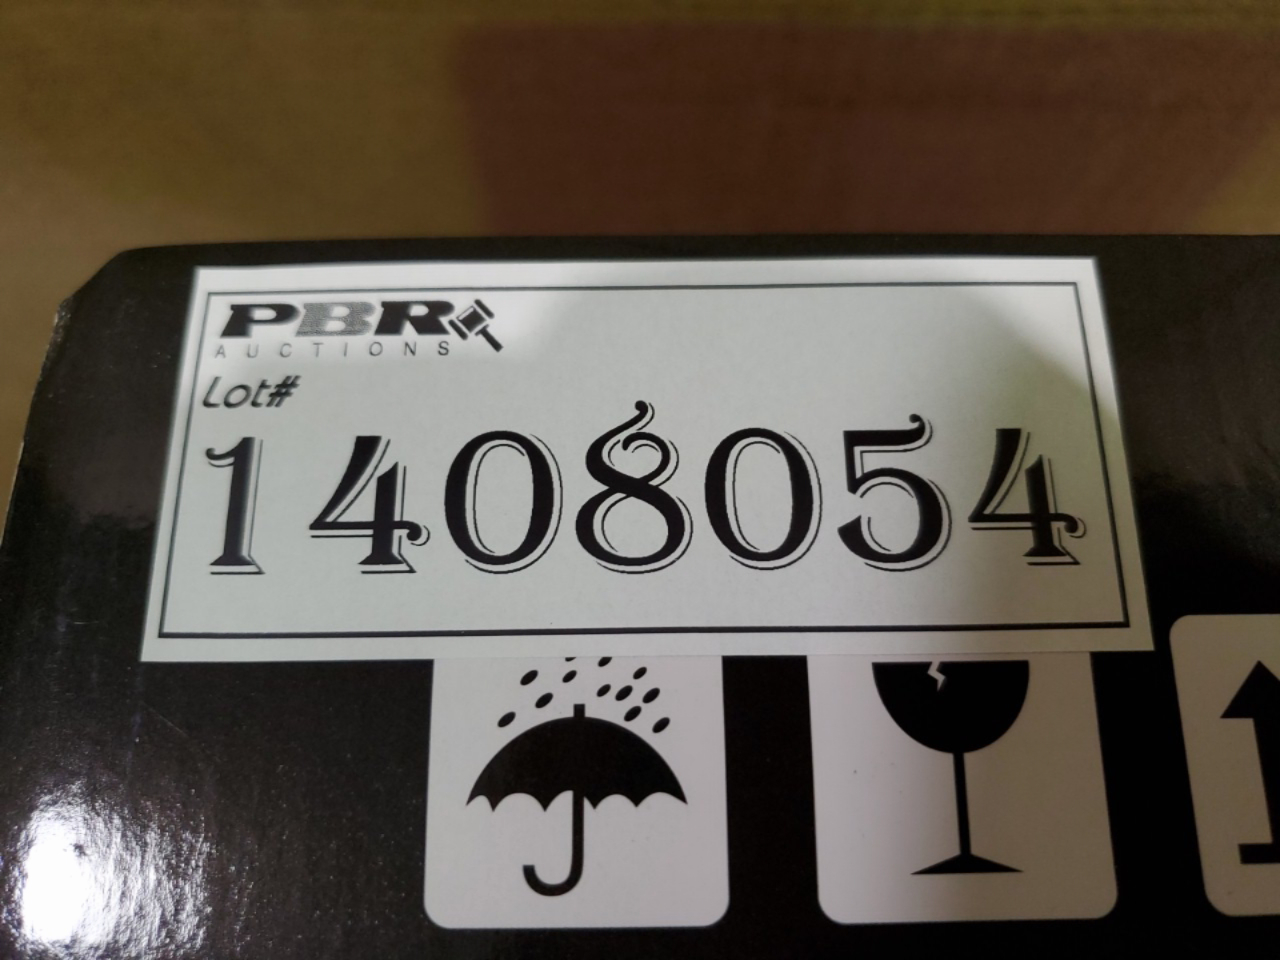 PBR
AUCTIONS
Lot#
1408054